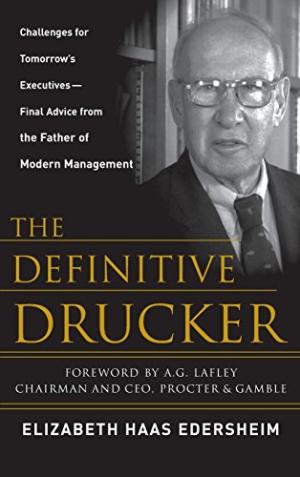 Challenges for
Tomorrow's
Executives—
Final Advice from
the Father of
Modern Management
THE
DEFINITIVE
DRUCKER
FOREWORD BY A.G. LAFLEY
CHAIRMAN AND CEO, PROCTER & GAMBLE
ELIZABETH HAAS EDERSHEIM